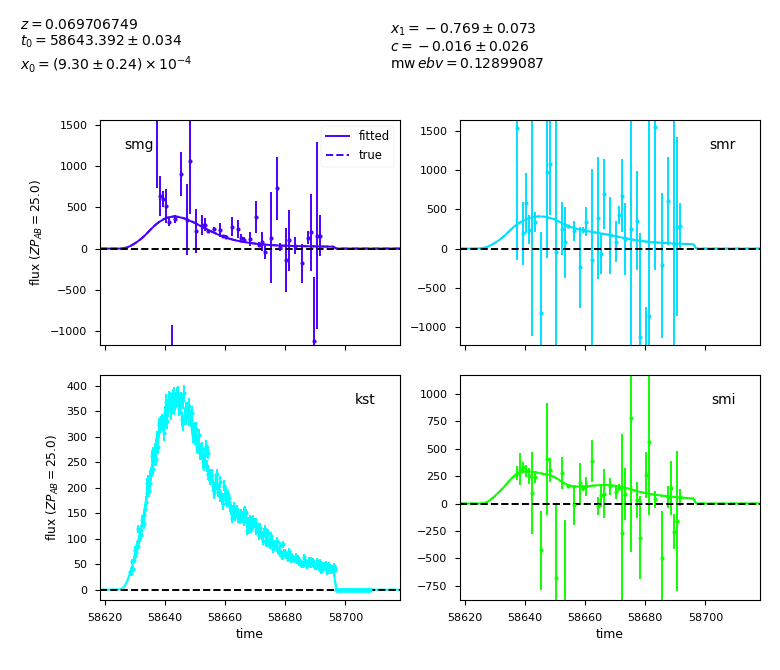 z = 0.069706749
t₀ = 58643.392 ± 0.034
x₀ = (9.30 ± 0.24) × 10⁻⁴
x₁ = −0.769 ± 0.073
c = −0.016 ± 0.026
mw ebv = 0.12899087
1500
1000
500
0
−500
−1000
flux (ZP_AB = 25.0)
smg
fitted
true
1500
1000
500
0
−500
−1000
smr
400
350
300
250
200
150
100
50
0
flux (ZP_AB = 25.0)
kst
58620 58640 58660 58680 58700
time
1000
750
500
250
0
−250
−500
−750
smi
58620 58640 58660 58680 58700
time